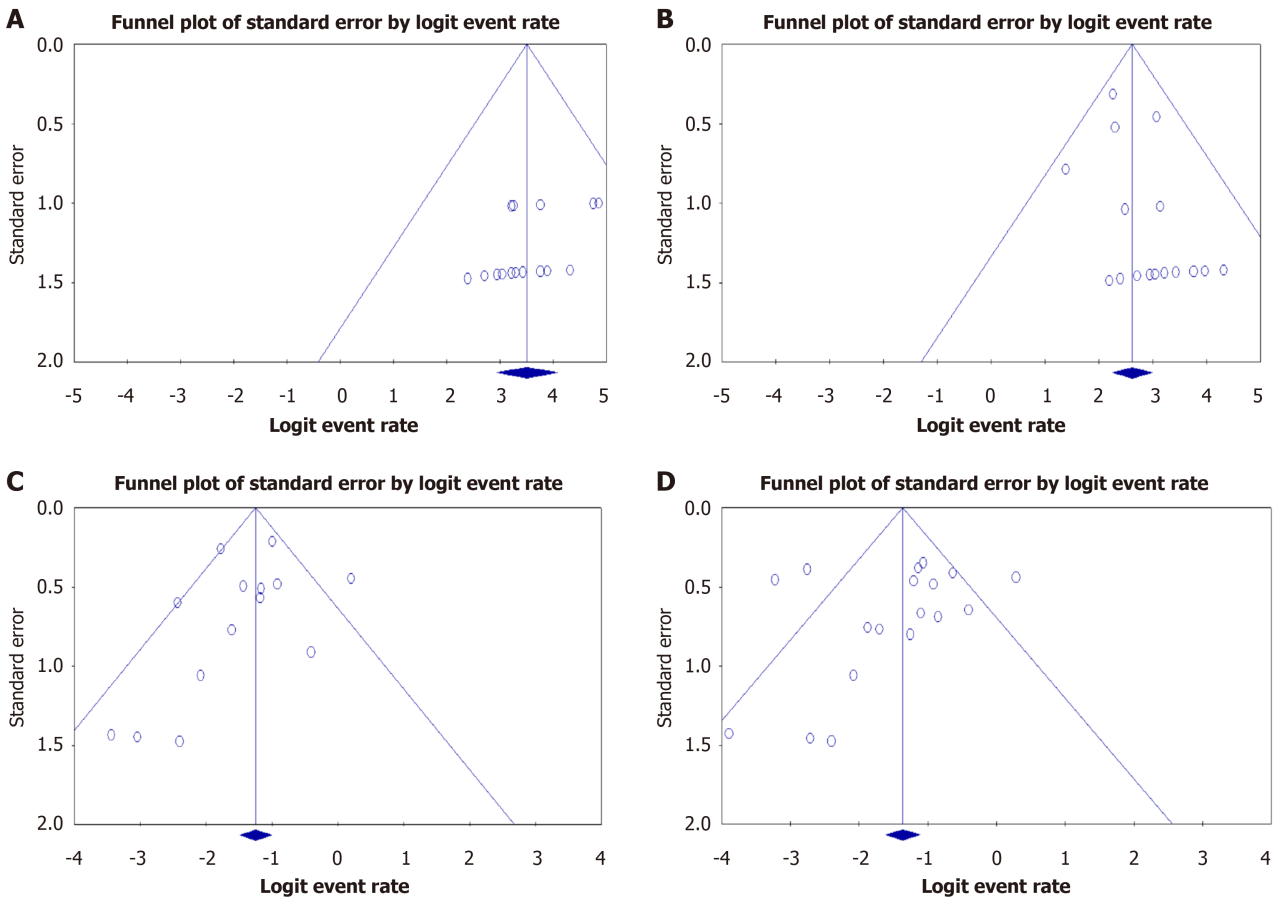 A
Funnel plot of standard error by logit event rate
Standard error
0.0
0.5
1.0
1.5
2.0
-5 -4 -3 -2 -1 0 1 2 3 4 5
Logit event rate
B
Funnel plot of standard error by logit event rate
Standard error
0.0
0.5
1.0
1.5
2.0
-5 -4 -3 -2 -1 0 1 2 3 4 5
Logit event rate
C
Funnel plot of standard error by logit event rate
Standard error
0.0
0.5
1.0
1.5
2.0
-4 -3 -2 -1 0 1 2 3 4
Logit event rate
D
Funnel plot of standard error by logit event rate
Standard error
0.0
0.5
1.0
1.5
2.0
-4 -3 -2 -1 0 1 2 3 4
Logit event rate